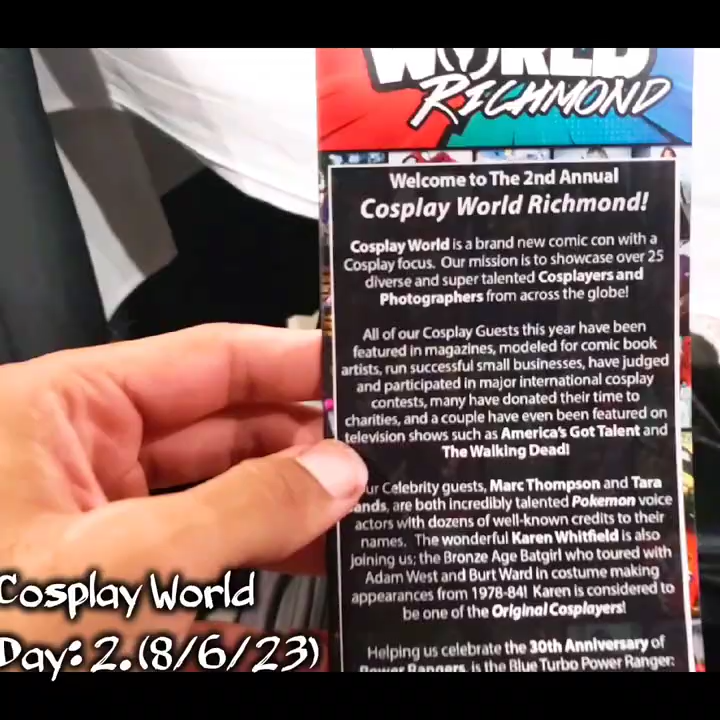 WORLD
RICHMOND
Welcome to The 2nd Annual
Cosplay World Richmond!
Cosplay World is a brand new comic con with a
Cosplay focus. Our mission is to showcase over 25
diverse and super talented Cosplayers and
Photographers from across the globe!
All of our Cosplay Guests this year have been
featured in magazines, modeled for comic book
artists, run successful small businesses, have judged
and participated in major international cosplay
contests, many have donated their time to
charities, and a couple have even been featured on
television shows such as America's Got Talent and
The Walking Dead!
Celebrity guests, Marc Thompson and Tara
are both incredibly talented Pokemon voice
actors with dozens of well-known credits to their
names. The wonderful Karen Whitfield is also
joining us; the Bronze Age Batgirl who toured with
Adam West and Burt Ward in costume making
appearances from 1978-84! Karen is considered to
be one of the Original Cosplayers!
Helping us celebrate the 30th Anniversary of
Power Rangers, is the Blue Turbo Power Ranger:
Cosplay World
Day: 2.(8/6/23)